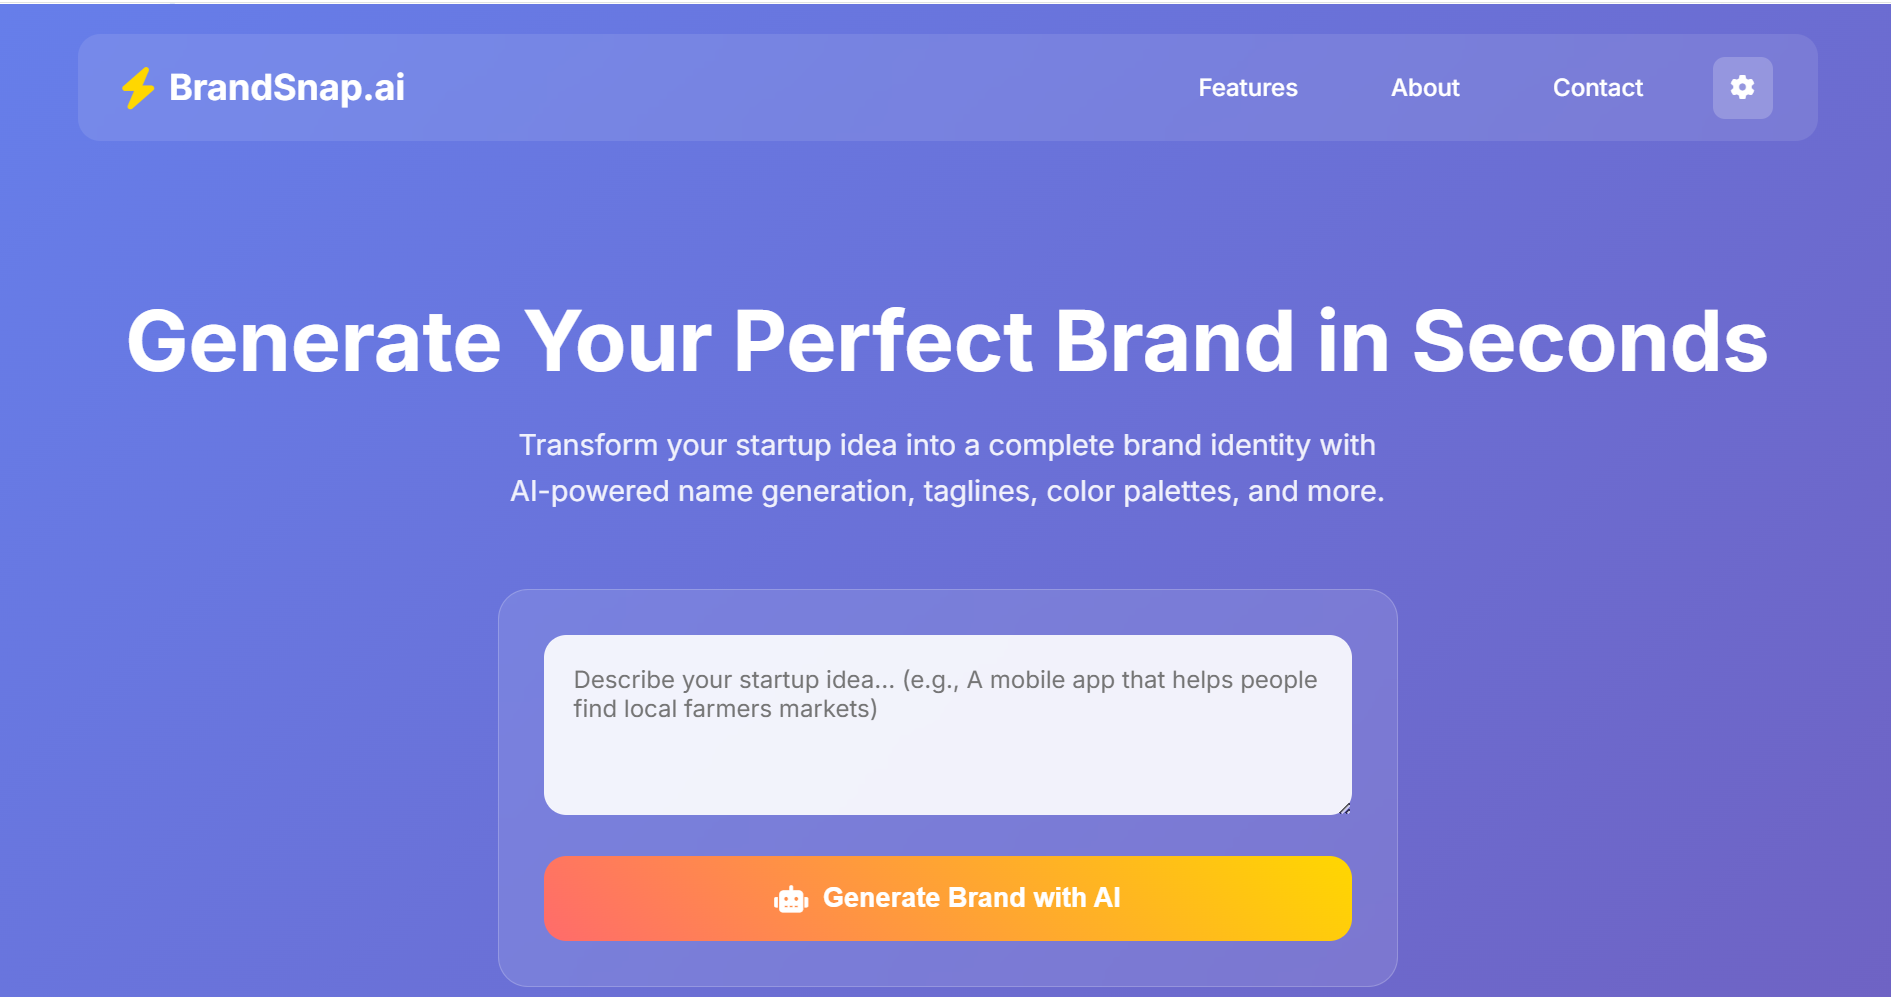 BrandSnap.ai
Features
About
Contact
Generate Your Perfect Brand in Seconds
Transform your startup idea into a complete brand identity with
AI-powered name generation, taglines, color palettes, and more.
Describe your startup idea... (e.g., A mobile app that helps people
find local farmers markets)
Generate Brand with AI